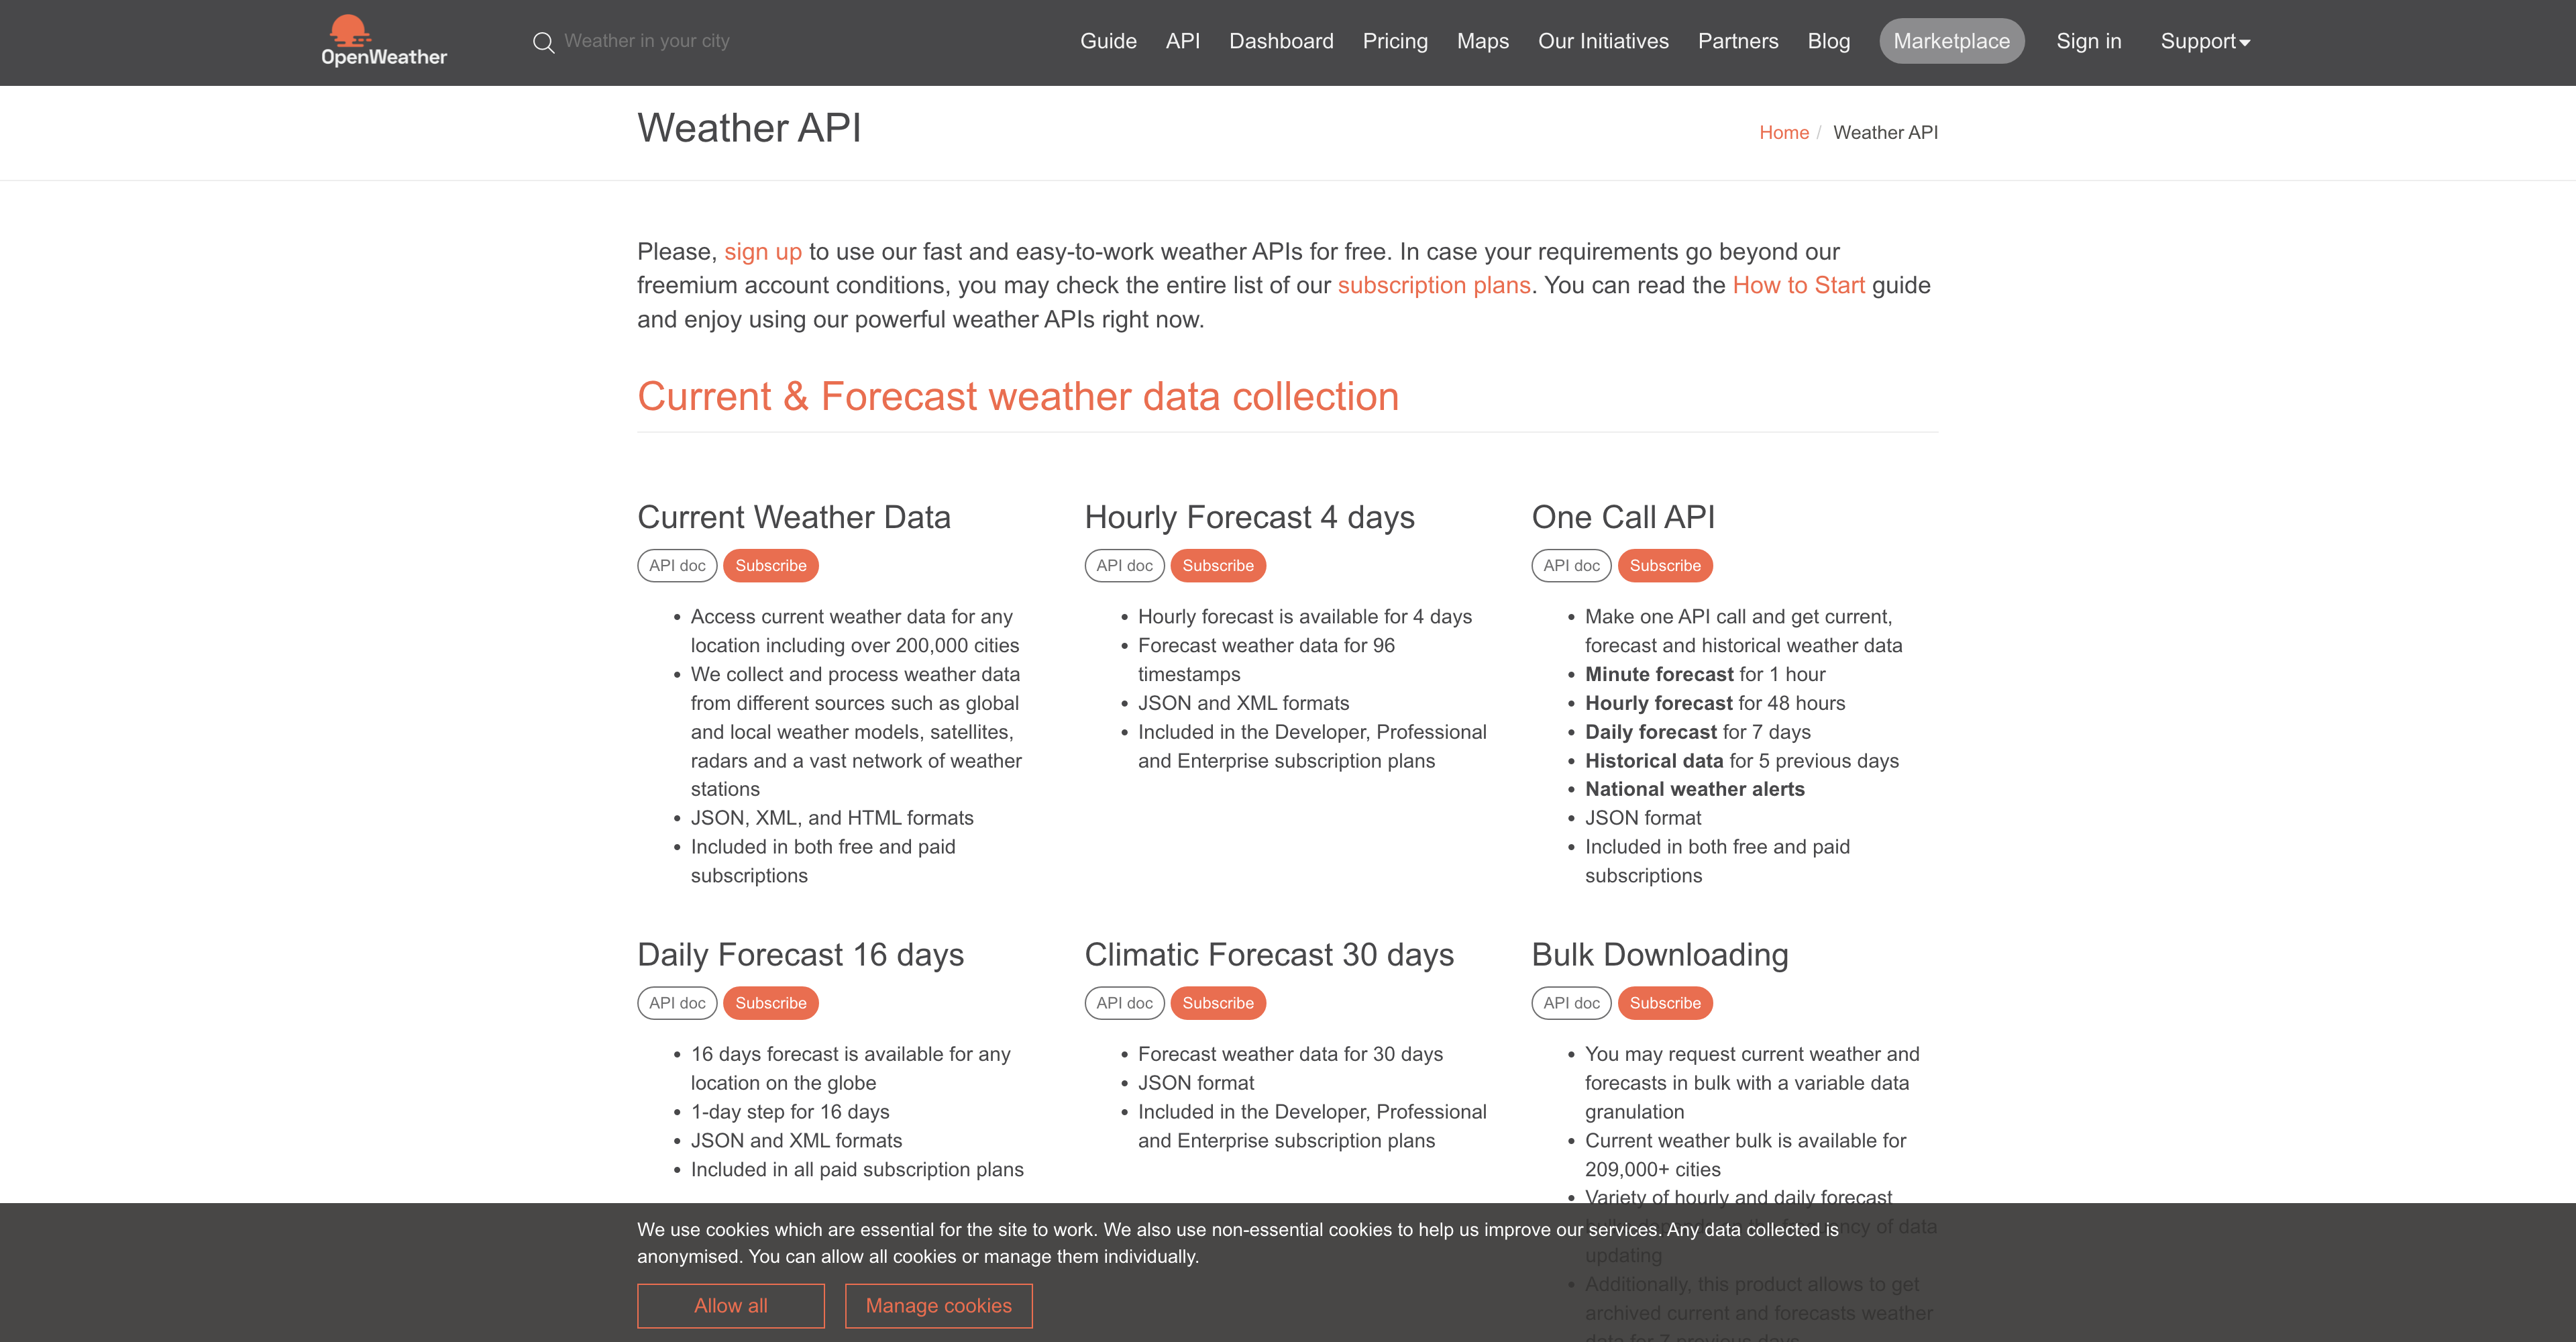 OpenWeather
Weather in your city
Guide API Dashboard Pricing Maps Our Initiatives Partners Blog Marketplace Sign in Support
Weather API
Home / Weather API
Please, sign up to use our fast and easy-to-work weather APIs for free. In case your requirements go beyond our
freemium account conditions, you may check the entire list of our subscription plans. You can read the How to Start guide
and enjoy using our powerful weather APIs right now.
Current & Forecast weather data collection
Current Weather Data
API doc Subscribe
• Access current weather data for any
location including over 200,000 cities
• We collect and process weather data
from different sources such as global
and local weather models, satellites,
radars and a vast network of weather
stations
• JSON, XML, and HTML formats
• Included in both free and paid
subscriptions
Hourly Forecast 4 days
API doc Subscribe
• Hourly forecast is available for 4 days
• Forecast weather data for 96
timestamps
• JSON and XML formats
• Included in the Developer, Professional
and Enterprise subscription plans
One Call API
API doc Subscribe
• Make one API call and get current,
forecast and historical weather data
• Minute forecast for 1 hour
• Hourly forecast for 48 hours
• Daily forecast for 7 days
• Historical data for 5 previous days
• National weather alerts
• JSON format
• Included in both free and paid
subscriptions
Daily Forecast 16 days
API doc Subscribe
• 16 days forecast is available for any
location on the globe
• 1-day step for 16 days
• JSON and XML formats
• Included in all paid subscription plans
Climatic Forecast 30 days
API doc Subscribe
• Forecast weather data for 30 days
• JSON format
• Included in the Developer, Professional
and Enterprise subscription plans
Bulk Downloading
API doc Subscribe
• You may request current weather and
forecasts in bulk with a variable data
granulation
• Current weather bulk is available for
209,000+ cities
• Variety of hourly and daily forecast
of data
updating
• Additionally, this product allows to get
archived current and forecasts weather
data for 7 previous days
We use cookies which are essential for the site to work. We also use non-essential cookies to help us improve our services. Any data collected is
anonymised. You can allow all cookies or manage them individually.
Allow all
Manage cookies